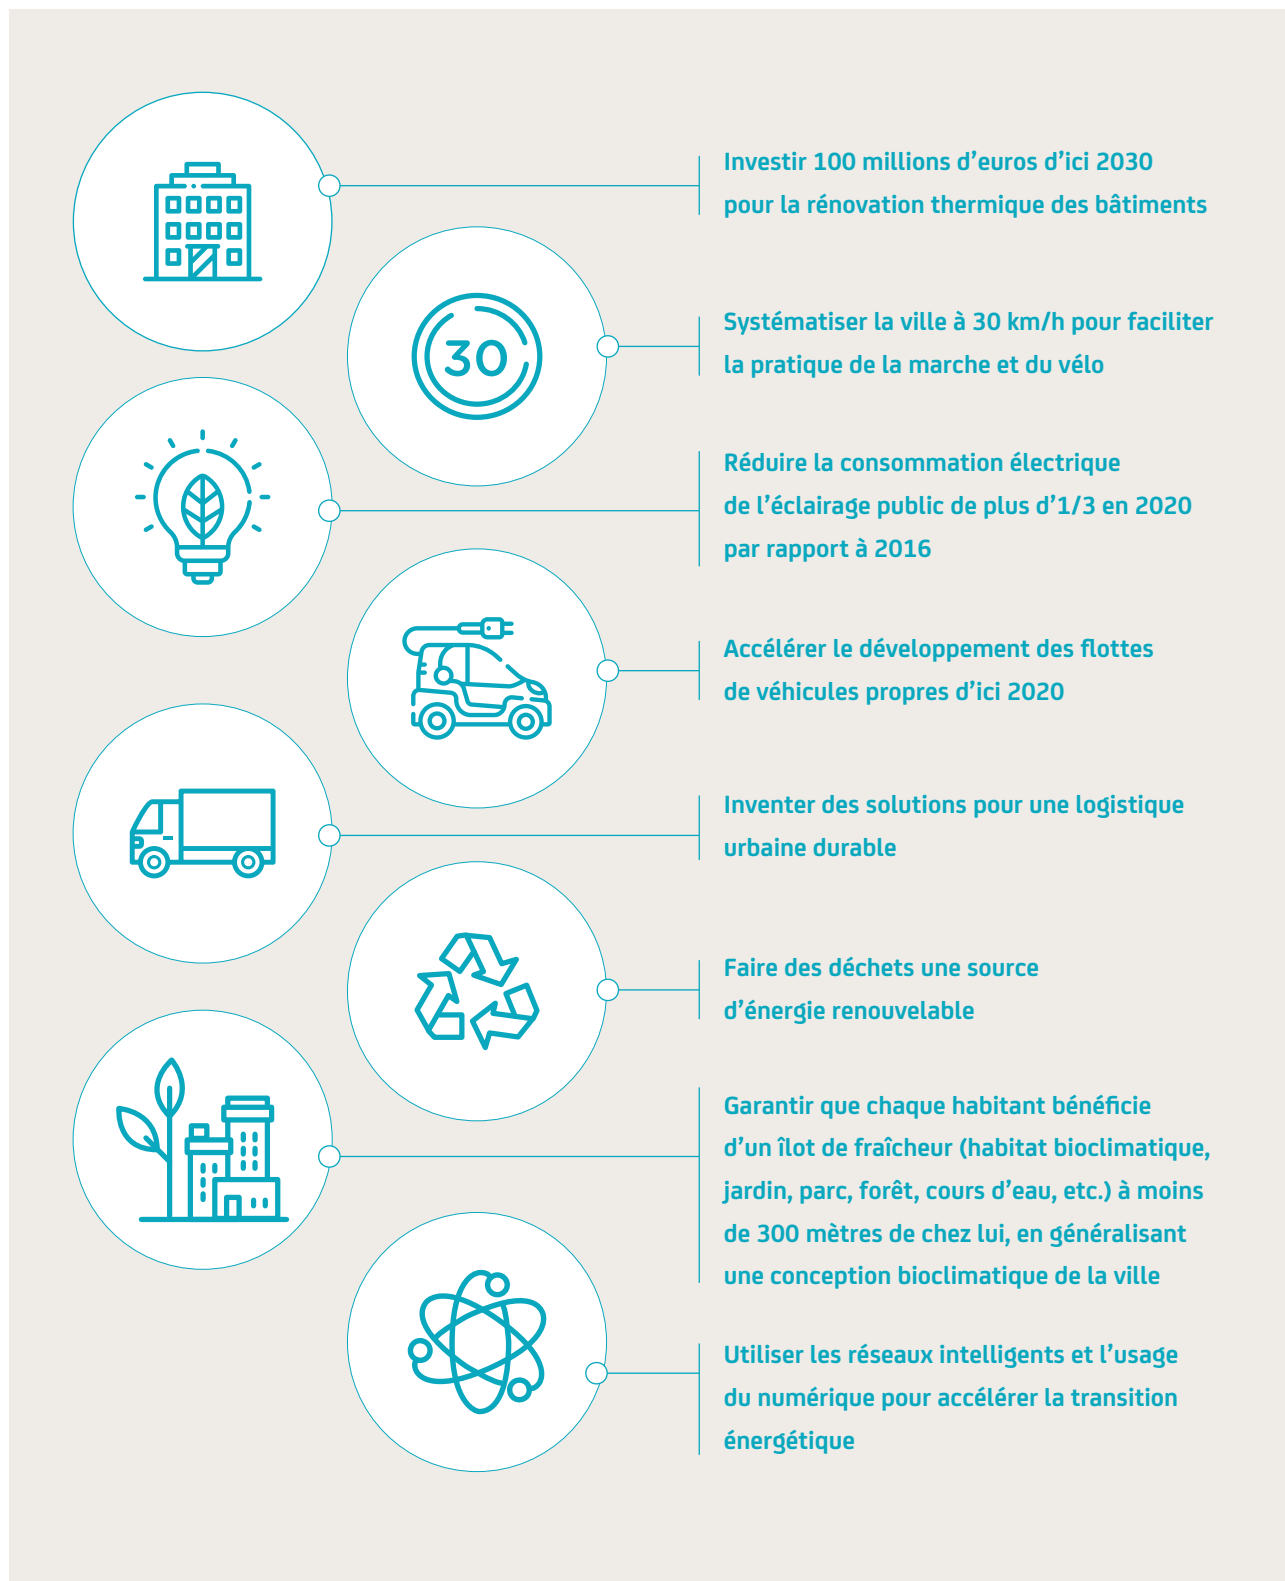 Investir 100 millions d’euros d’ici 2030
pour la rénovation thermique des bâtiments
30
Systématiser la ville à 30 km/h pour faciliter
la pratique de la marche et du vélo
Réduire la consommation électrique
de l’éclairage public de plus d’1/3 en 2020
par rapport à 2016
Accélérer le développement des flottes
de véhicules propres d’ici 2020
Inventer des solutions pour une logistique
urbaine durable
Faire des déchets une source
d’énergie renouvelable
Garantir que chaque habitant bénéficie
d’un îlot de fraîcheur (habitat bioclimatique,
jardin, parc, forêt, cours d’eau, etc.) à moins
de 300 mètres de chez lui, en généralisant
une conception bioclimatique de la ville
Utiliser les réseaux intelligents et l’usage
du numérique pour accélérer la transition
énergétique